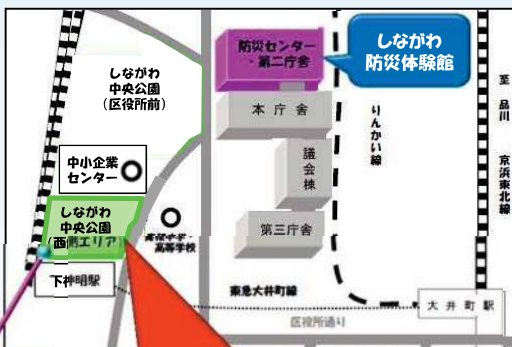 防災センター
・第二庁舎
しながわ
防災体験館
しながわ
中央公園
(区役所前)
本庁舎
りんかい線
至 品川 京浜東北線
議会棟
中小企業
センター
しながわ
中央公園
(西側エリア)
高等学校
第三庁舎
下神明駅
東急大井町線
大井町駅
区役所通り